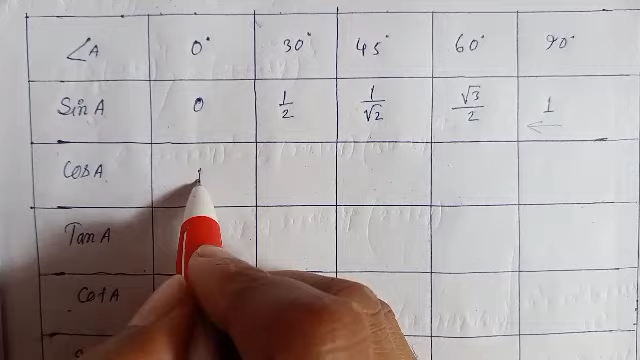 ∠A 0° 30° 45° 60° 90°
Sin A 0 1/2 1/√2 √3/2 1
Cos A 1
Tan A
Cot A